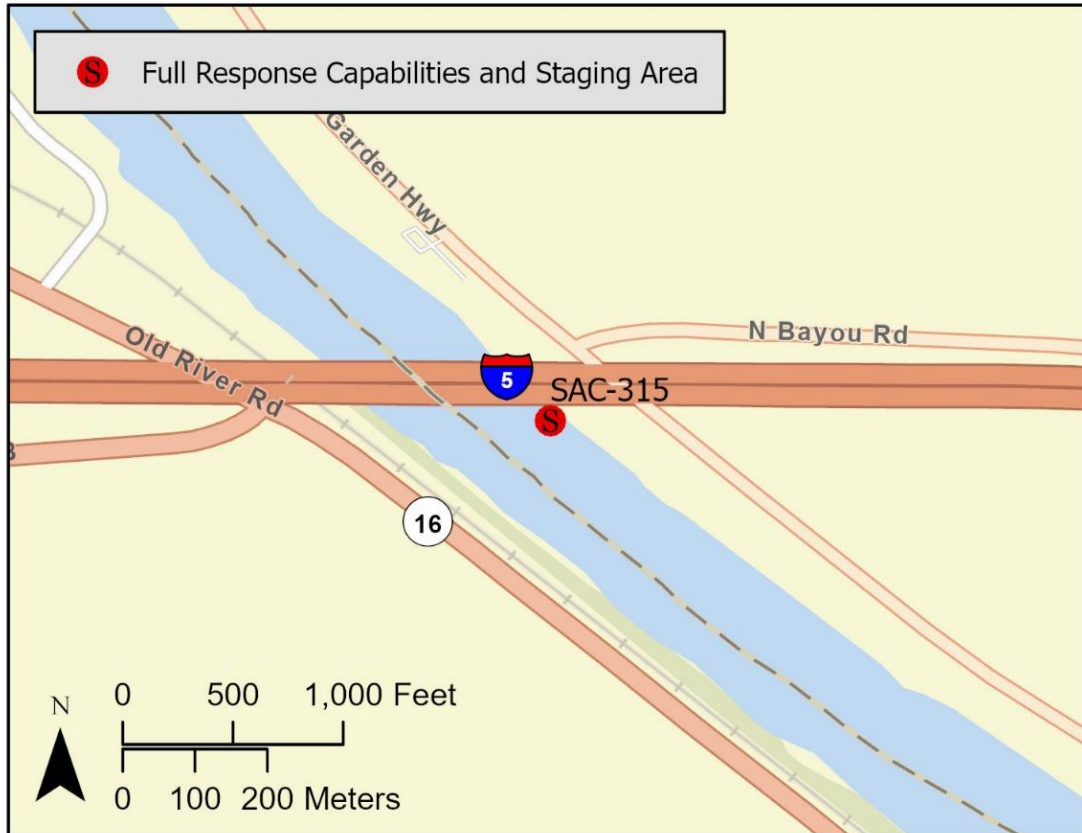 S Full Response Capabilities and Staging Area
Garden Hwy
N Bayou Rd
Old River Rd
5
SAC-315
S
16
N
0 500 1,000 Feet
0 100 200 Meters